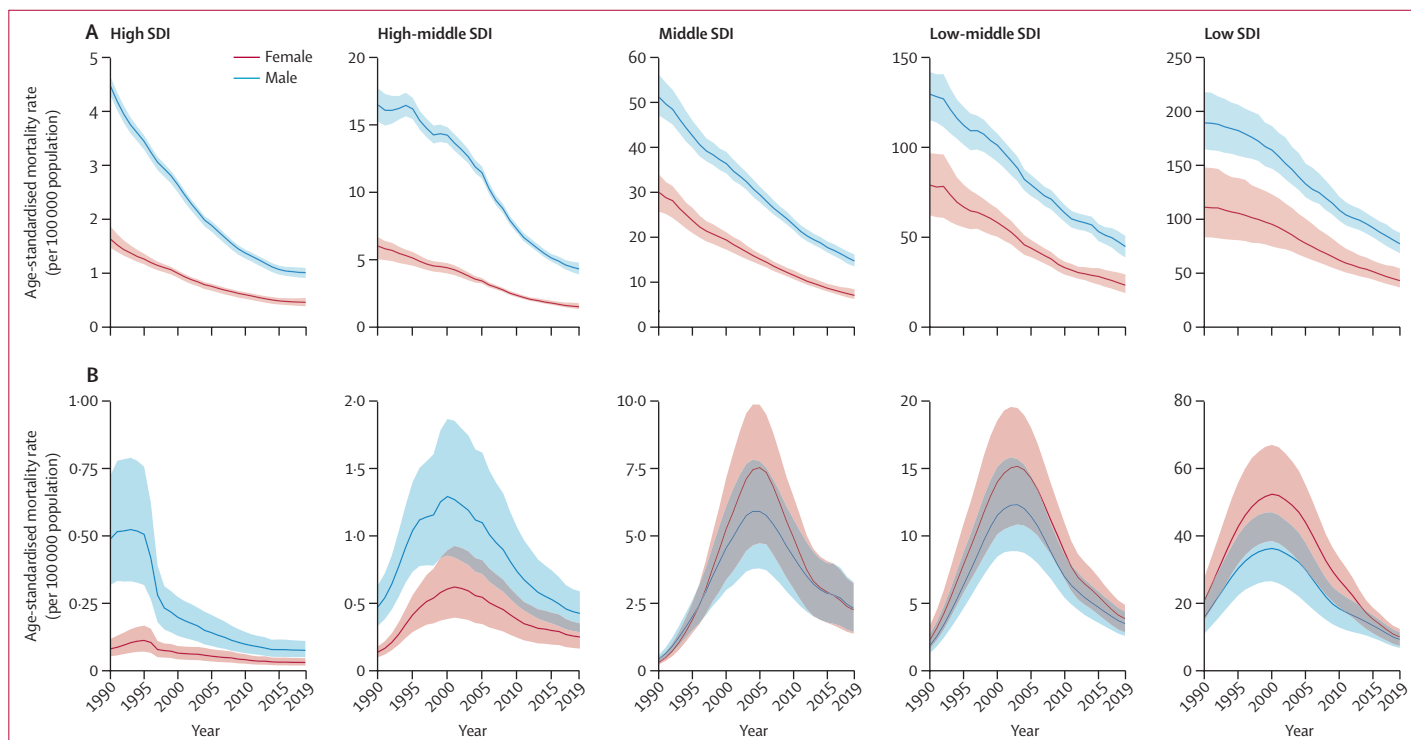 A
High SDI
High-middle SDI
Middle SDI
Low-middle SDI
Low SDI
Female
Male
Age-standardised mortality rate
(per 100 000 population)
5
4
3
2
1
0
20
15
10
5
0
60
50
40
30
20
10
0
150
100
50
0
250
200
150
100
50
0
B
Age-standardised mortality rate
(per 100 000 population)
1·00
0·75
0·50
0·25
0
2·0
1·5
1·0
0·5
0
10·0
7·5
5·0
2·5
0
20
15
10
5
0
80
60
40
20
0
1990 1995 2000 2005 2010 2015 2019
1990 1995 2000 2005 2010 2015 2019
1990 1995 2000 2005 2010 2015 2019
1990 1995 2000 2005 2010 2015 2019
1990 1995 2000 2005 2010 2015 2019
Year
Year
Year
Year
Year